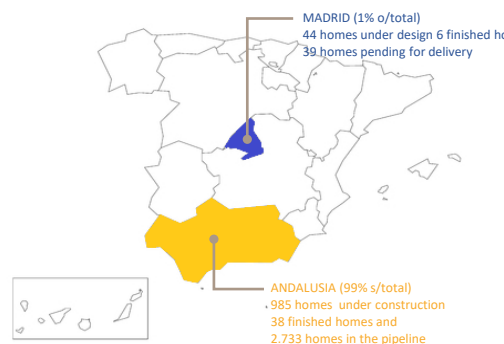 MADRID (1% o/total)
44 homes under design 6 finished
39 homes pending for delivery
ANDALUSIA (99% s/total)
985 homes under construction
38 finished homes and
2.733 homes in the pipeline